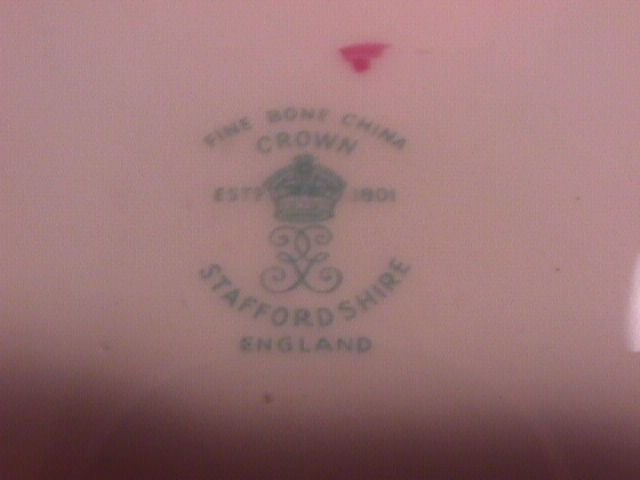 FINE BONE CHINA
CROWN
ESTD 1801
STAFFORDSHIRE
ENGLAND